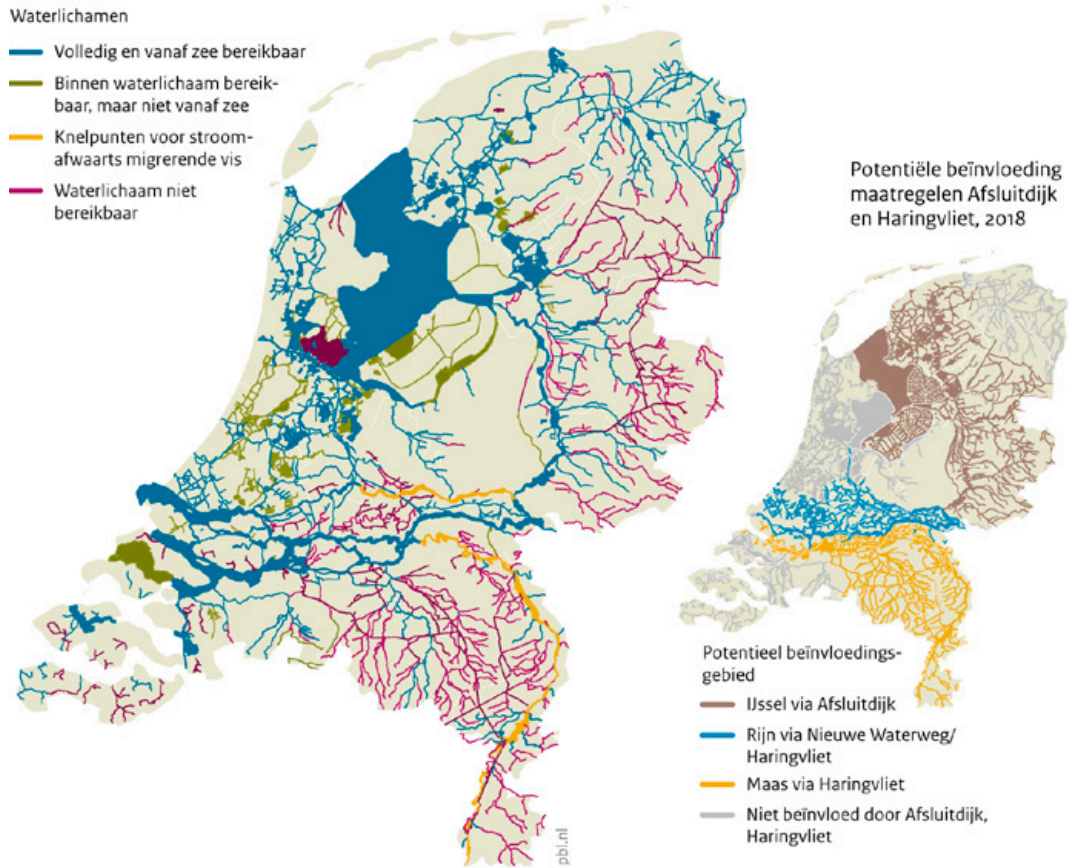 Waterlichamen
Volledig en vanaf zee bereikbaar
Binnen waterlichaam bereik-
baar, maar niet vanaf zee
Knelpunten voor stroom-
afwaarts migrerende vis
Waterlichaam niet
bereikbaar
Potentiële beïnvloeding
maatregelen Afsluitdijk
en Haringvliet, 2018
Potentieel beïnvloedings-
gebied
IJssel via Afsluitdijk
Rijn via Nieuwe Waterweg/
Haringvliet
Maas via Haringvliet
Niet beïnvloed door Afsluitdijk,
Haringvliet
pbl.nl